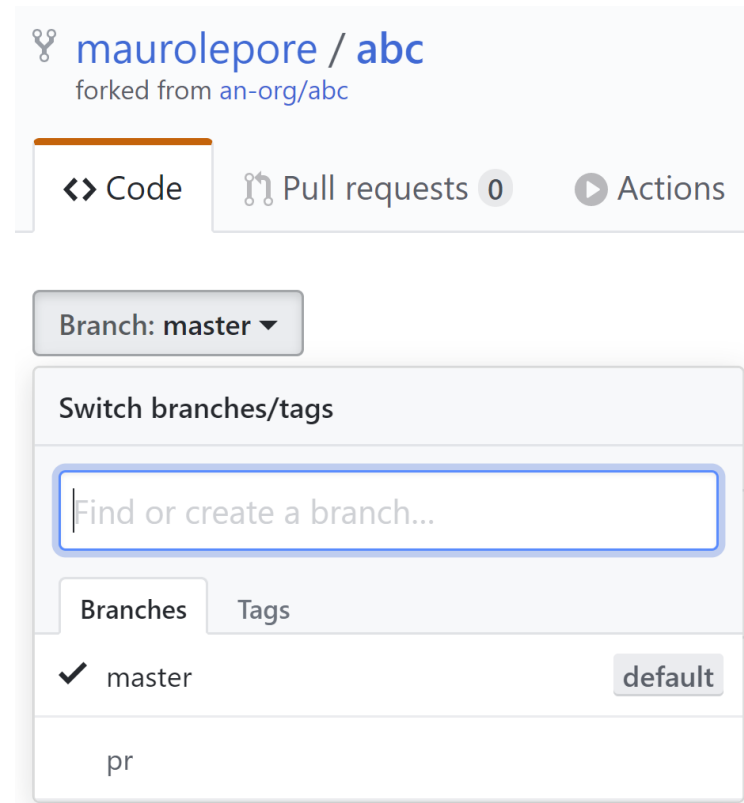 maurolepore / abc
forked from an-org/abc
Code Pull requests 0 Actions
Branch: master
Switch branches/tags
Find or create a branch...
Branches Tags
master default
pr